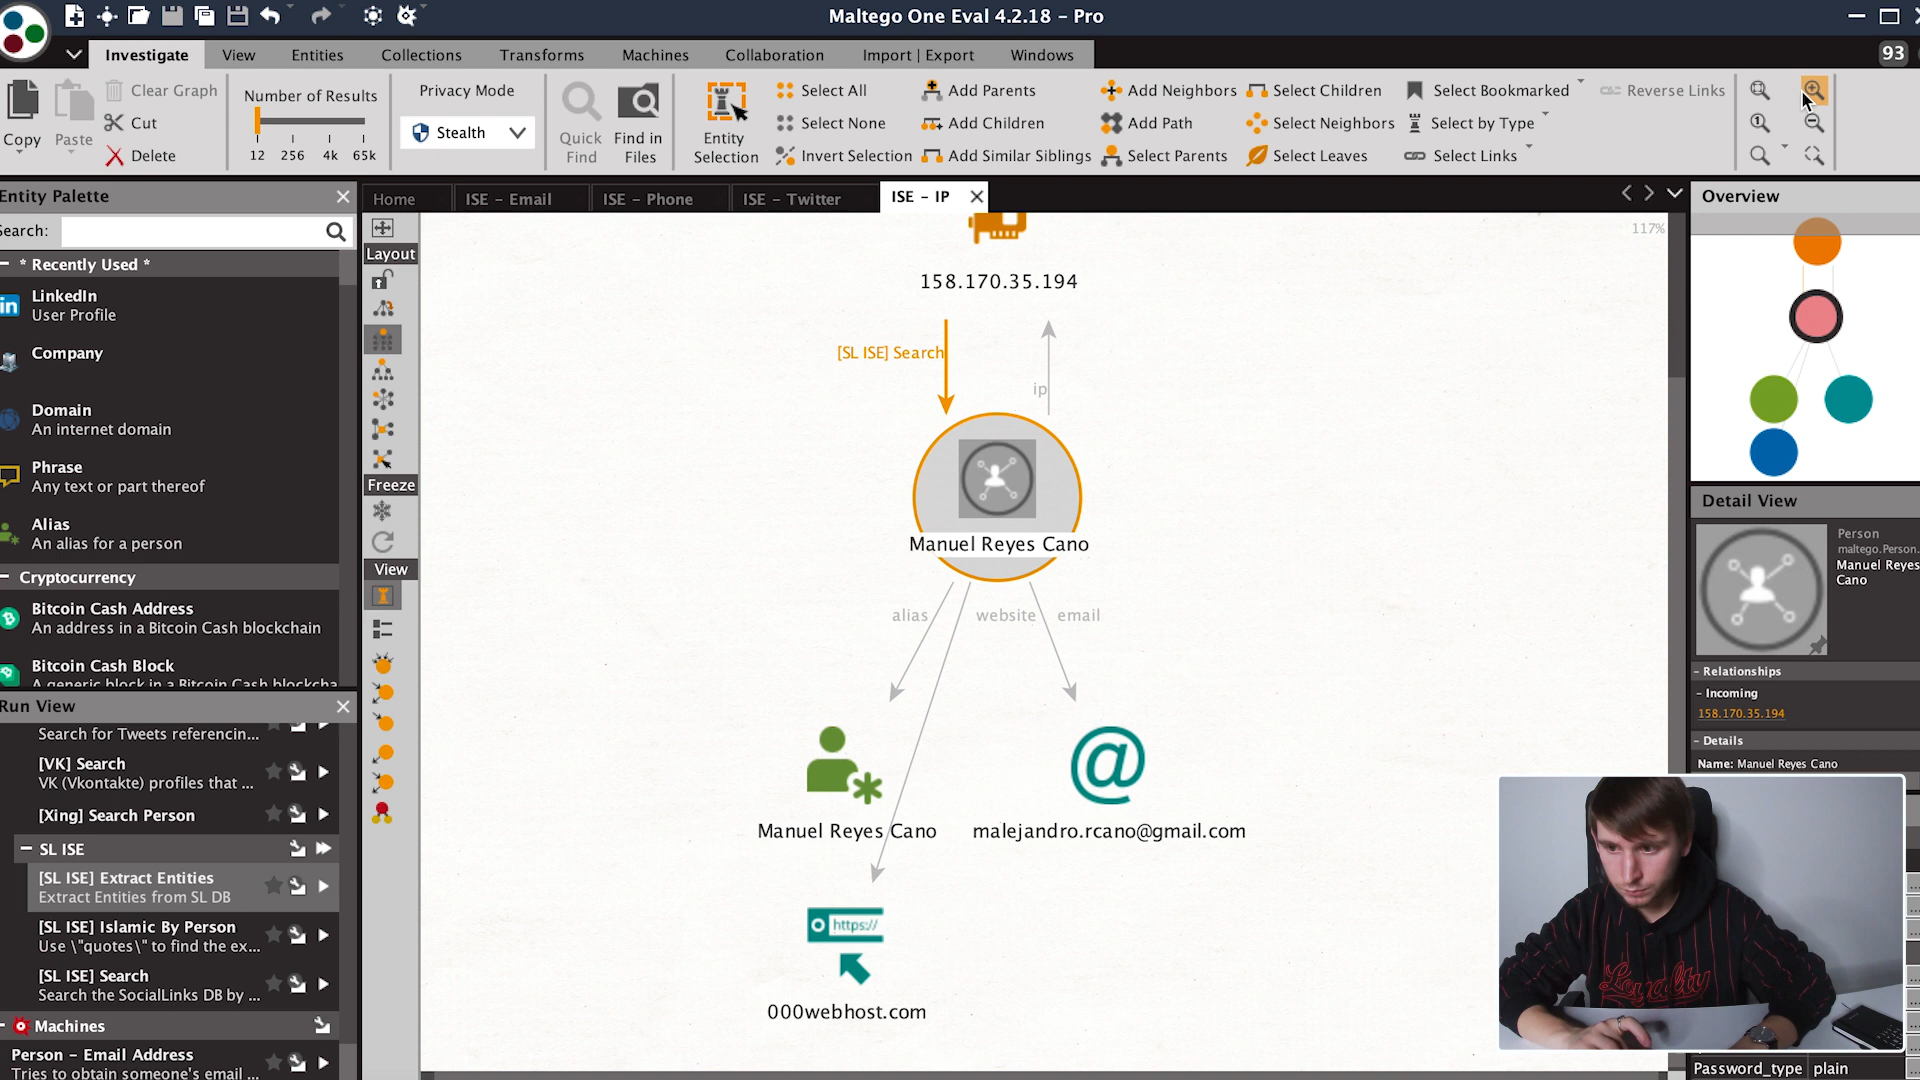 Maltego One Eval 4.2.18 – Pro
Investigate
View
Entities
Collections
Transforms
Machines
Collaboration
Import | Export
Windows
93
Copy
Paste
Clear Graph
Cut
Delete
Number of Results
12 256 4k 65k
Privacy Mode
Stealth
Quick Find
Find in Files
Entity Selection
Select All
Select None
Invert Selection
Add Parents
Add Children
Add Similar Siblings
Add Neighbors
Add Path
Select Parents
Select Children
Select Neighbors
Select Leaves
Select Bookmarked
Select by Type
Select Links
Reverse Links
Entity Palette
Search:
* Recently Used *
LinkedIn
User Profile
Company
Domain
An internet domain
Phrase
Any text or part thereof
Alias
An alias for a person
Cryptocurrency
Bitcoin Cash Address
An address in a Bitcoin Cash blockchain
Bitcoin Cash Block
A generic block in a Bitcoin Cash blockcha
Run View
Search for Tweets referencin...
[VK] Search
VK (Vkontakte) profiles that ...
[Xing] Search Person
SL ISE
[SL ISE] Extract Entities
Extract Entities from SL DB
[SL ISE] Islamic By Person
Use \"quotes\" to find the ex...
[SL ISE] Search
Search the SocialLinks DB by ...
Machines
Person – Email Address
Tries to obtain someone's email ...
Home
ISE – Email
ISE – Phone
ISE – Twitter
ISE – IP
Layout
Freeze
View
117%
158.170.35.194
[SL ISE] Search
ip
Manuel Reyes Cano
alias
website
email
Manuel Reyes Cano
malejandro.rcano@gmail.com
https://
000webhost.com
Overview
Detail View
Person
maltego.Person
Manuel Reyes
Cano
- Relationships
- Incoming
158.170.35.194
- Details
Name: Manuel Reyes Cano
Loyalty
Password_type plain